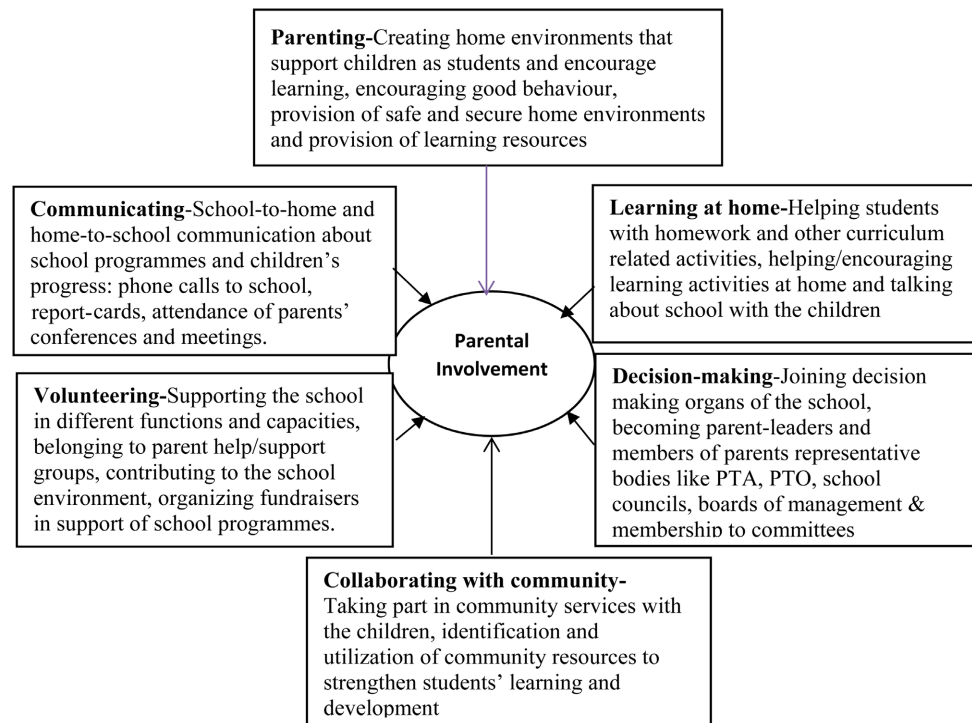 Parenting-Creating home environments that
support children as students and encourage
learning, encouraging good behaviour,
provision of safe and secure home environments
and provision of learning resources
Communicating-School-to-home and
home-to-school communication about
school programmes and children’s
progress: phone calls to school,
report-cards, attendance of parents’
conferences and meetings.
Learning at home-Helping students
with homework and other curriculum
related activities, helping/encouraging
learning activities at home and talking
about school with the children
Parental
Involvement
Volunteering-Supporting the school
in different functions and capacities,
belonging to parent help/support
groups, contributing to the school
environment, organizing fundraisers
in support of school programmes.
Decision-making-Joining decision
making organs of the school,
becoming parent-leaders and
members of parents representative
bodies like PTA, PTO, school
councils, boards of management &
membership to committees
Collaborating with community-
Taking part in community services with
the children, identification and
utilization of community resources to
strengthen students’ learning and
development